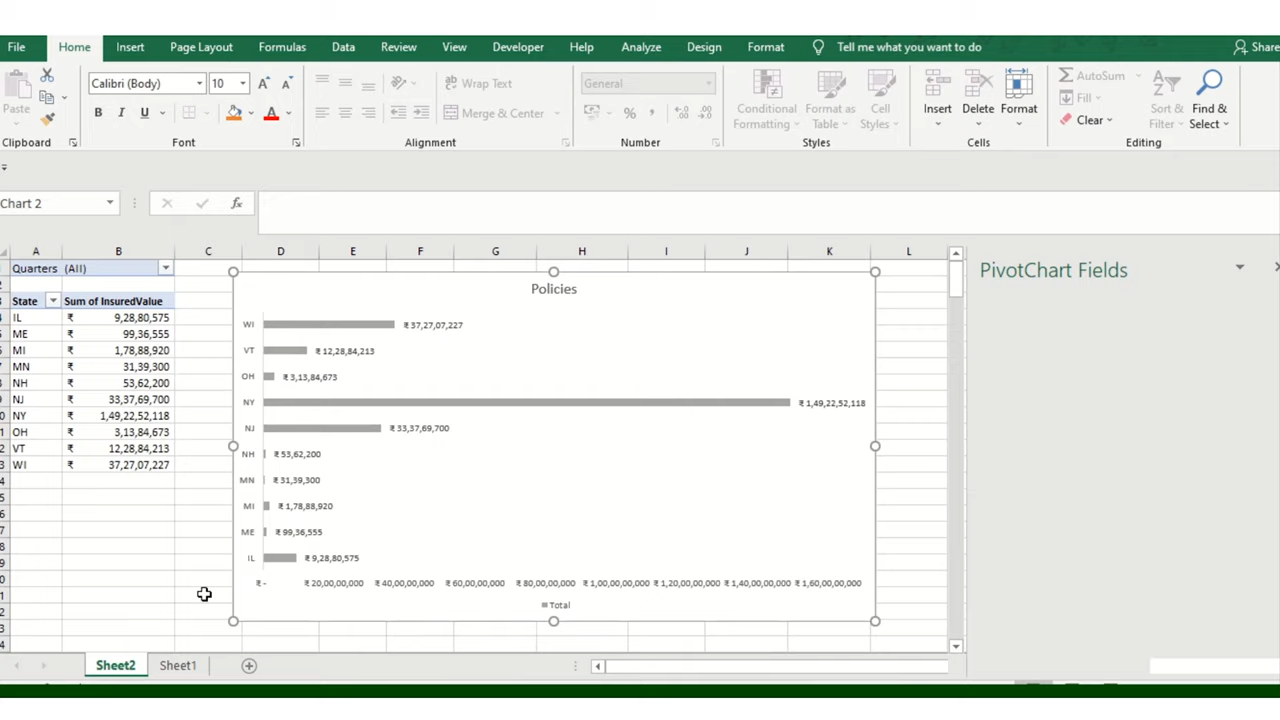 File Home Insert Page Layout Formulas Data Review View Developer Help Analyze Design Format Tell me what you want to do Share
Calibri (Body) 10 A A Wrap Text General AutoSum
Paste B I U A Merge & Center % , Conditional Formatting Format as Table Cell Styles Insert Delete Format Fill Clear Sort & Filter Find & Select
Clipboard Font Alignment Number Styles Cells Editing
Chart 2 fx
A B C D E F G H I J K L
PivotChart Fields
Quarters (All)
State Sum of InsuredValue
IL ₹ 9,28,80,575
ME ₹ 99,36,555
MI ₹ 1,78,88,920
MN ₹ 31,39,300
NH ₹ 53,62,200
NJ ₹ 33,37,69,700
NY ₹ 1,49,22,52,118
OH ₹ 3,13,84,673
VT ₹ 12,28,84,213
WI ₹ 37,27,07,227
Policies
WI ₹ 37,27,07,227
VT ₹ 12,28,84,213
OH ₹ 3,13,84,673
NY ₹ 1,49,22,52,118
NJ ₹ 33,37,69,700
NH ₹ 53,62,200
MN ₹ 31,39,300
MI ₹ 1,78,88,920
ME ₹ 99,36,555
IL ₹ 9,28,80,575
₹ - ₹ 20,00,00,000 ₹ 40,00,00,000 ₹ 60,00,00,000 ₹ 80,00,00,000 ₹ 1,00,00,00,000 ₹ 1,20,00,00,000 ₹ 1,40,00,00,000 ₹ 1,60,00,00,000
Total
Sheet2 Sheet1